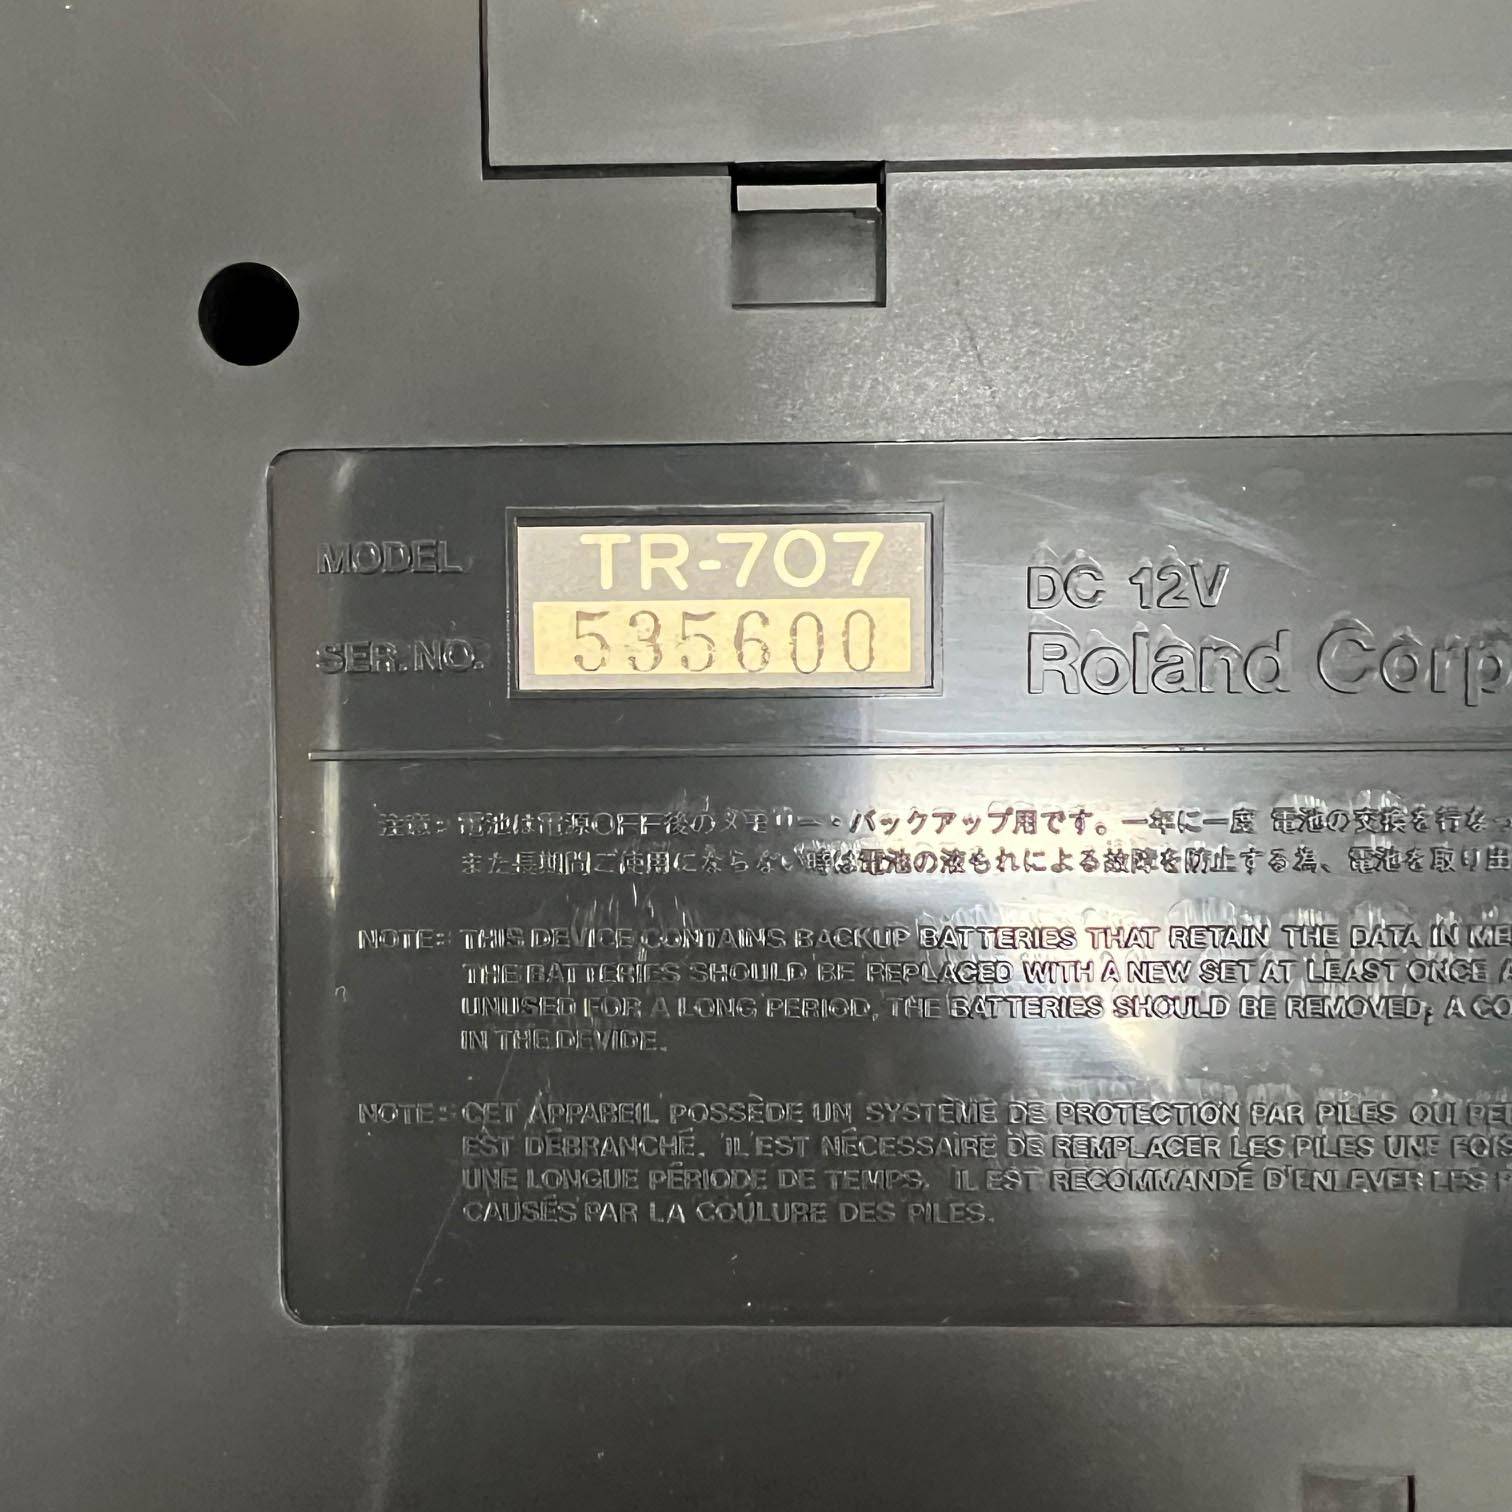 MODEL TR-707
SER. NO. 535600
DC 12V
Roland Corp
注意: 電池は電源OFF後のメモリー・バックアップ用です。一年に一度 電池の交換を行なっ
また長期間ご使用にならない時は電池の液もれによる故障を防止する為、電池を取り出
NOTE: THIS DEVICE CONTAINS BACKUP BATTERIES THAT RETAIN THE DATA IN ME
THE BATTERIES SHOULD BE REPLACED WITH A NEW SET AT LEAST ONCE A
UNUSED FOR A LONG PERIOD, THE BATTERIES SHOULD BE REMOVED; A CO
IN THE DEVIDE.
NOTE: CET APPAREIL POSSÈDE UN SYSTÈME DE PROTECTION PAR PILES QUI
EST DÉBRANCHÉ. IL EST NÉCESSAIRE DE REMPLACER LES PILES UNE FOIS
UNE LONGUE PÉRIODE DE TEMPS. IL EST RECOMMANDÉ D'ENLEVER LES
CAUSÉS PAR LA COULURE DES PILES.